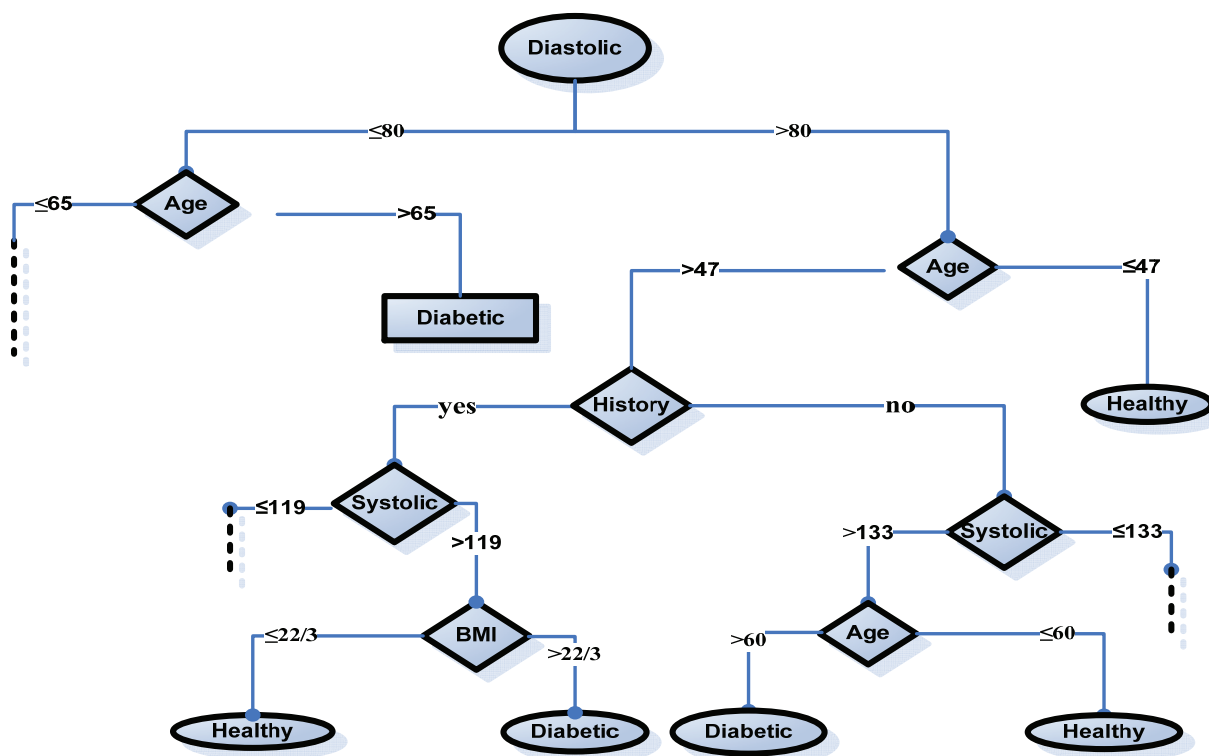 Diastolic
≤80
>80
≤65
Age
>65
>47
Age
≤47
Diabetic
yes
History
no
Healthy
≤119
Systolic
>133
Systolic
≤133
>119
≤22/3
BMI
>22/3
>60
Age
≤60
Healthy
Diabetic
Diabetic
Healthy